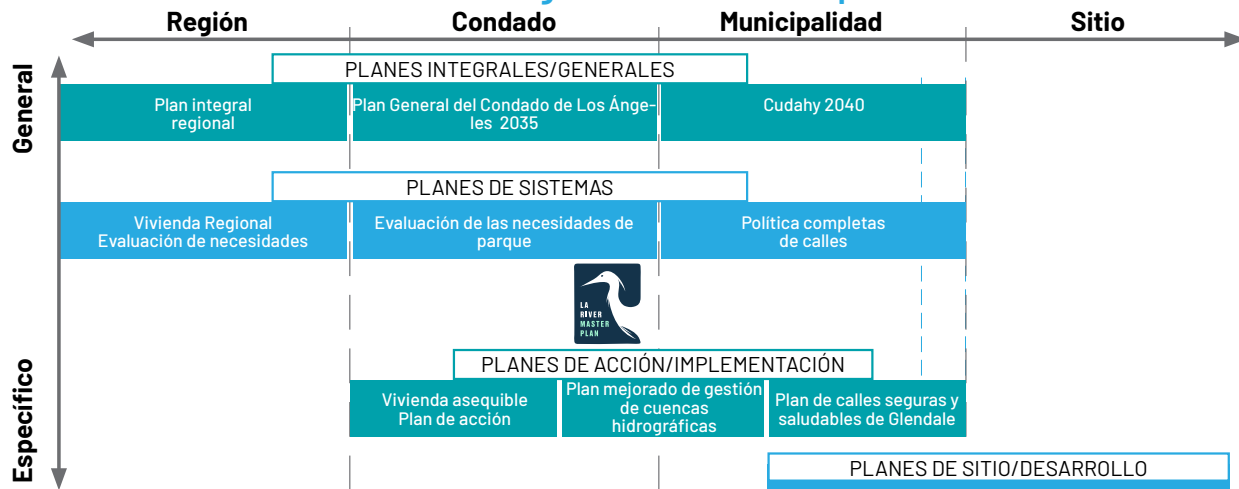 Región
Condado
Municipalidad
Sitio
General
PLANES INTEGRALES/GENERALES
Plan integral
regional
Plan General del Condado de Los Ánge-
les 2035
Cudahy 2040
PLANES DE SISTEMAS
Vivienda Regional
Evaluación de necesidades
Evaluación de las necesidades de
parque
Política completas
de calles
LA
RIVER
MASTER
PLAN
Específico
PLANES DE ACCIÓN/IMPLEMENTACIÓN
Vivienda asequible
Plan de acción
Plan mejorado de gestión
de cuencas
hidrográficas
Plan de calles seguras y
saludables de Glendale
PLANES DE SITIO/DESARROLLO